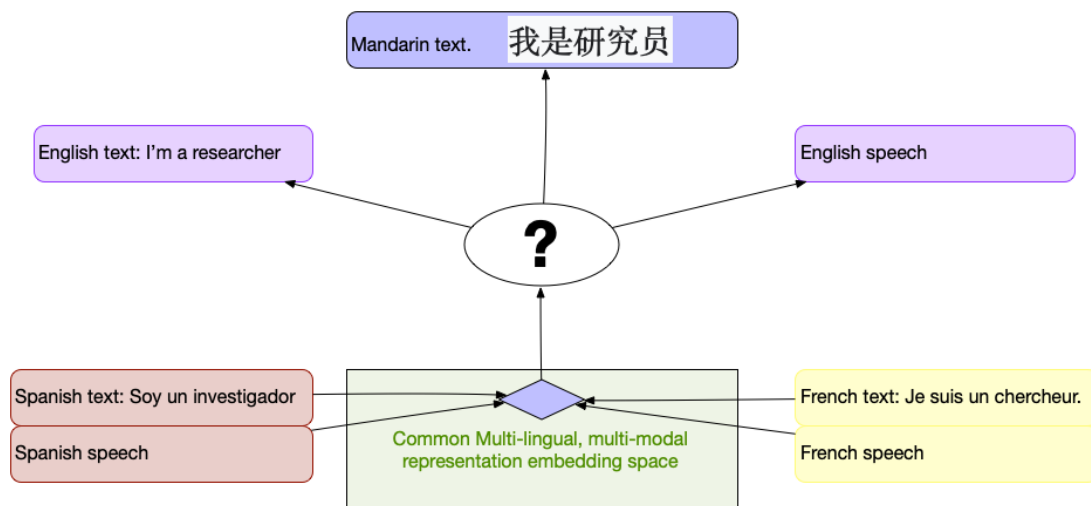 Mandarin text. 我是研究员
English text: I'm a researcher
English speech
?
Spanish text: Soy un investigador
French text: Je suis un chercheur.
Common Multi-lingual, multi-modal
representation embedding space
Spanish speech
French speech